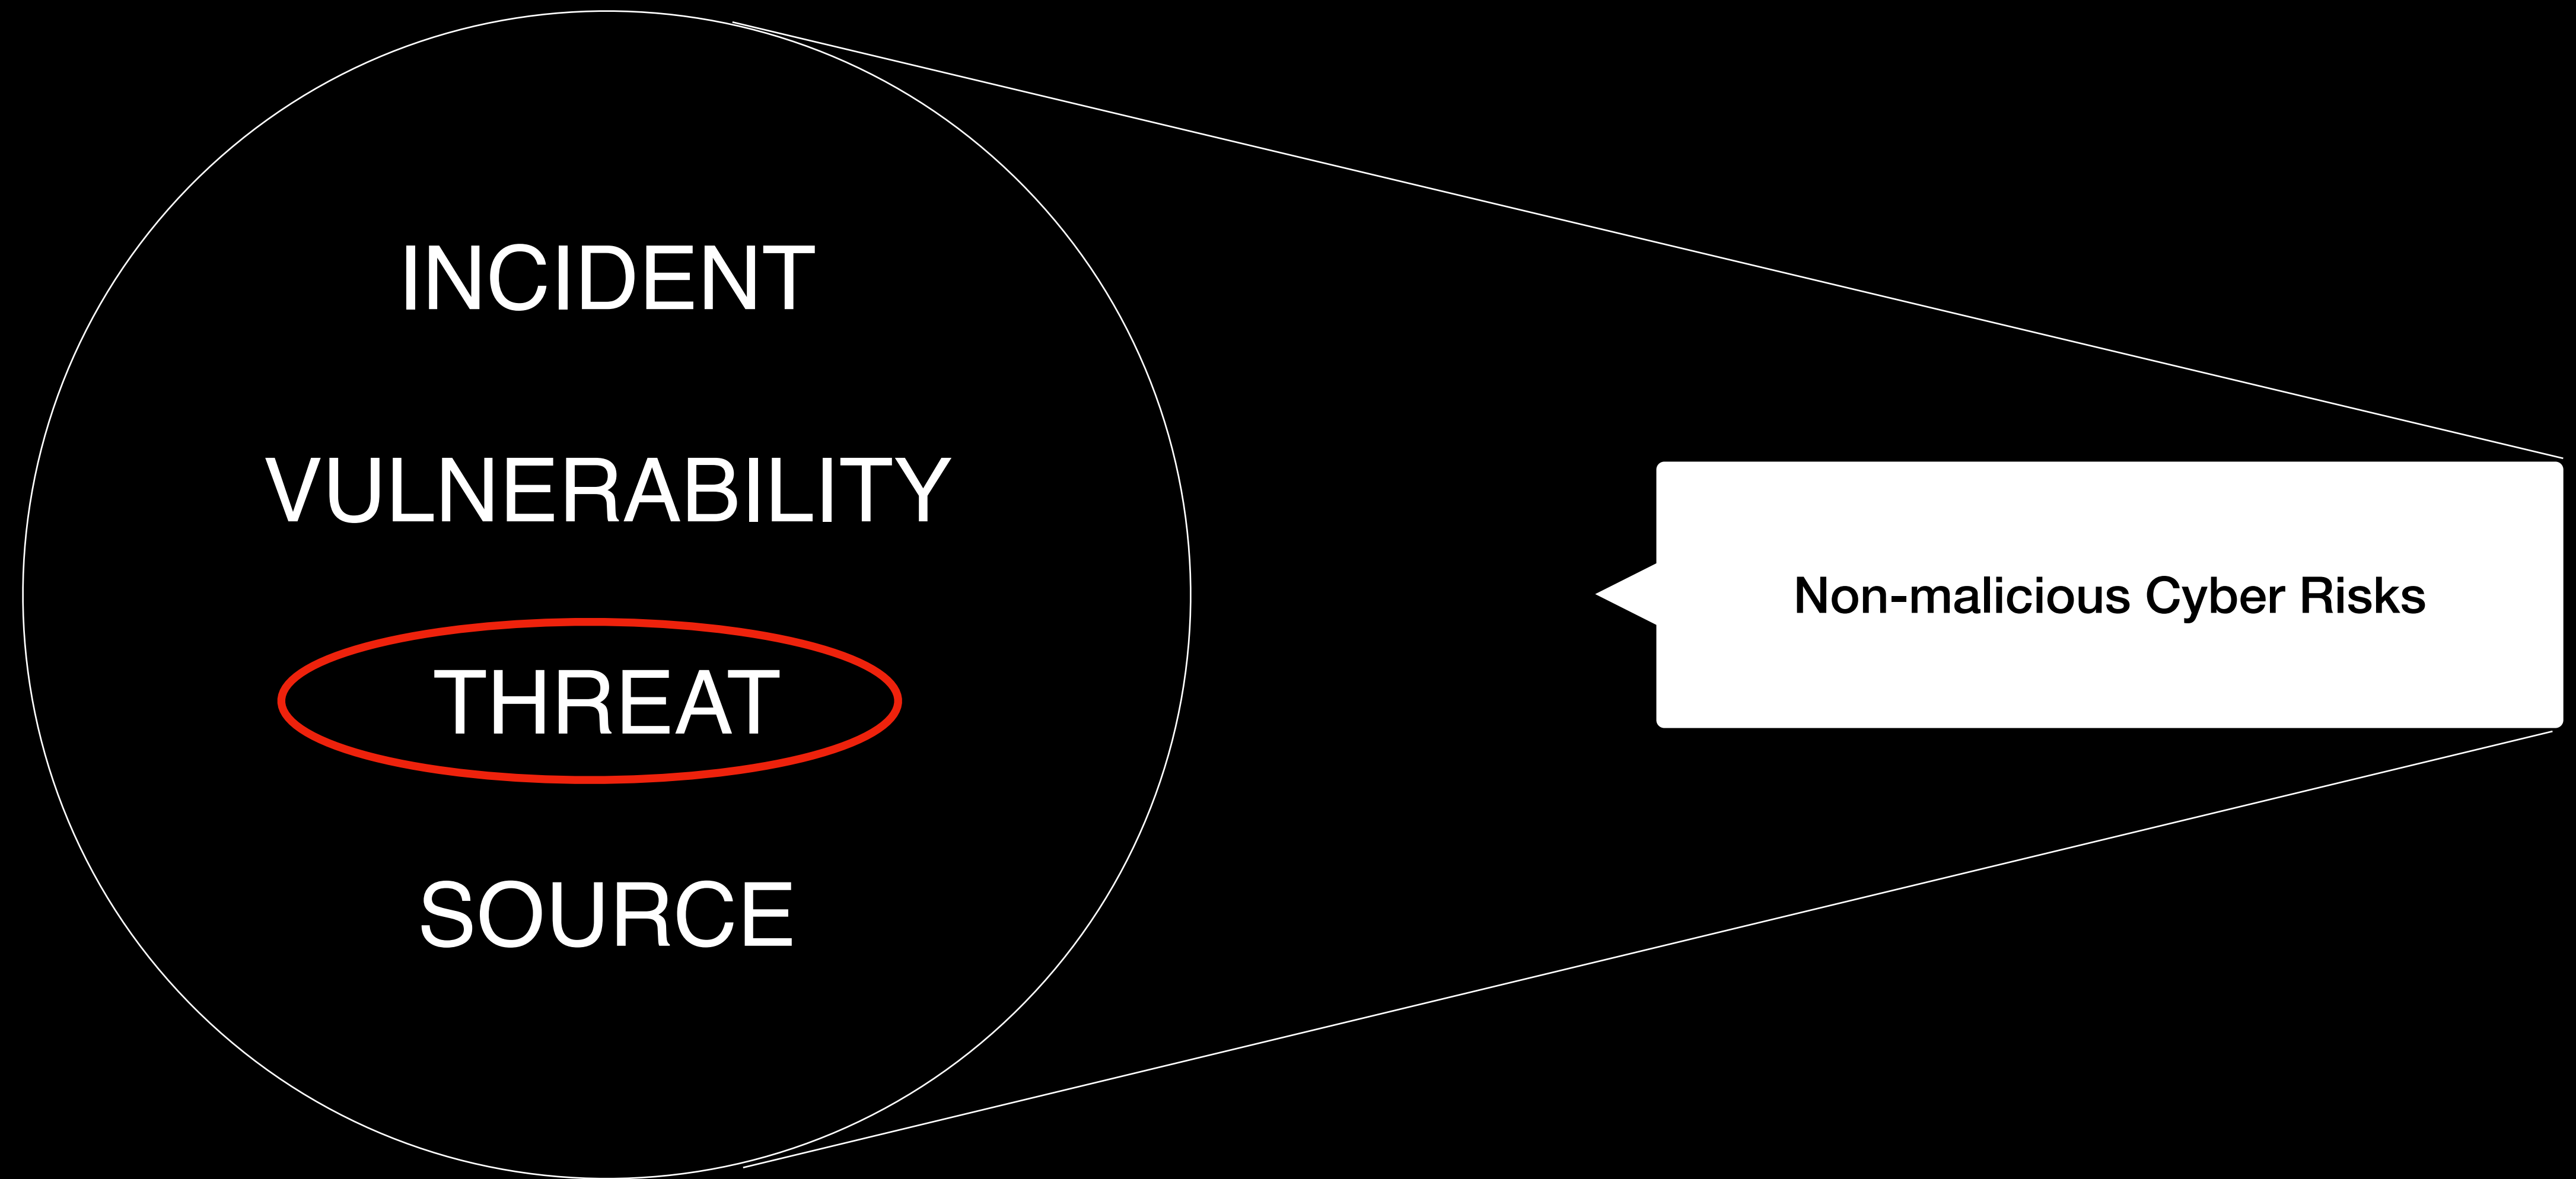 INCIDENT
VULNERABILITY
THREAT
SOURCE
Non-malicious Cyber Risks